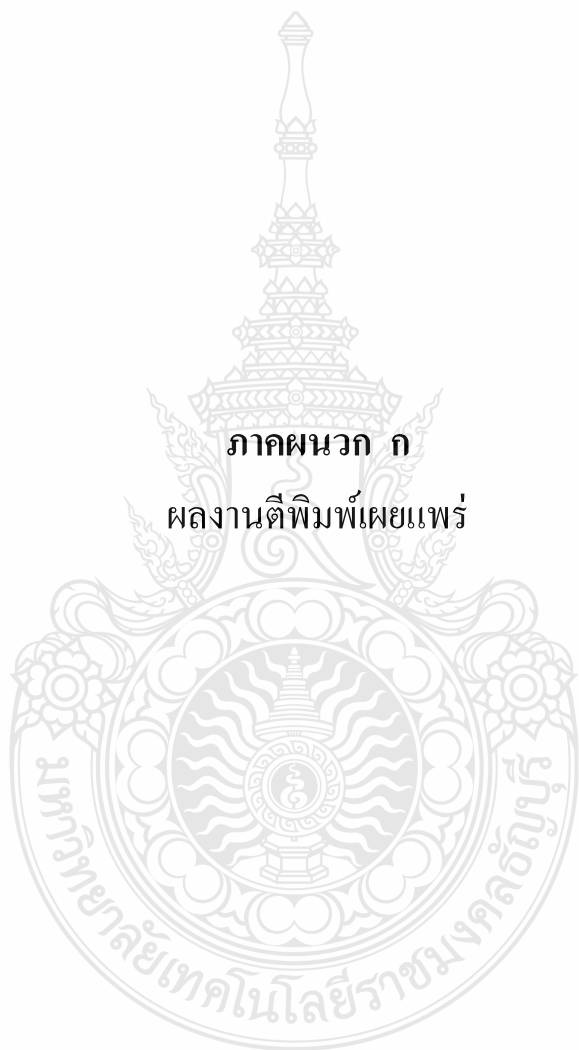 ภาคผนวก ก
ผลงานตีพิมพ์เผยแพร่
มหาวิทยาลัยเทคโนโลยีราชมงคลธัญบุรี